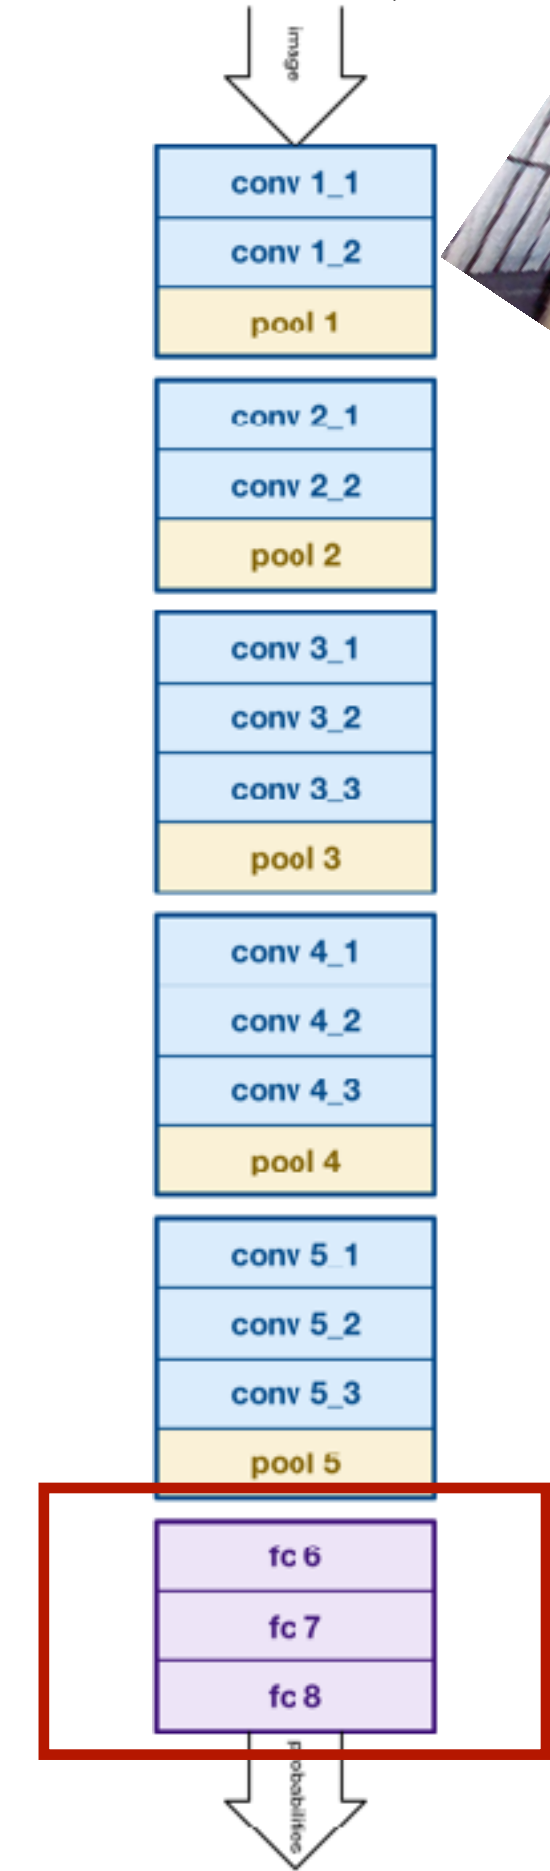 image
conv 1_1
conv 1_2
pool 1
conv 2_1
conv 2_2
pool 2
conv 3_1
conv 3_2
conv 3_3
pool 3
conv 4_1
conv 4_2
conv 4_3
pool 4
conv 5_1
conv 5_2
conv 5_3
pool 5
fc 6
fc 7
fc 8
probabilities